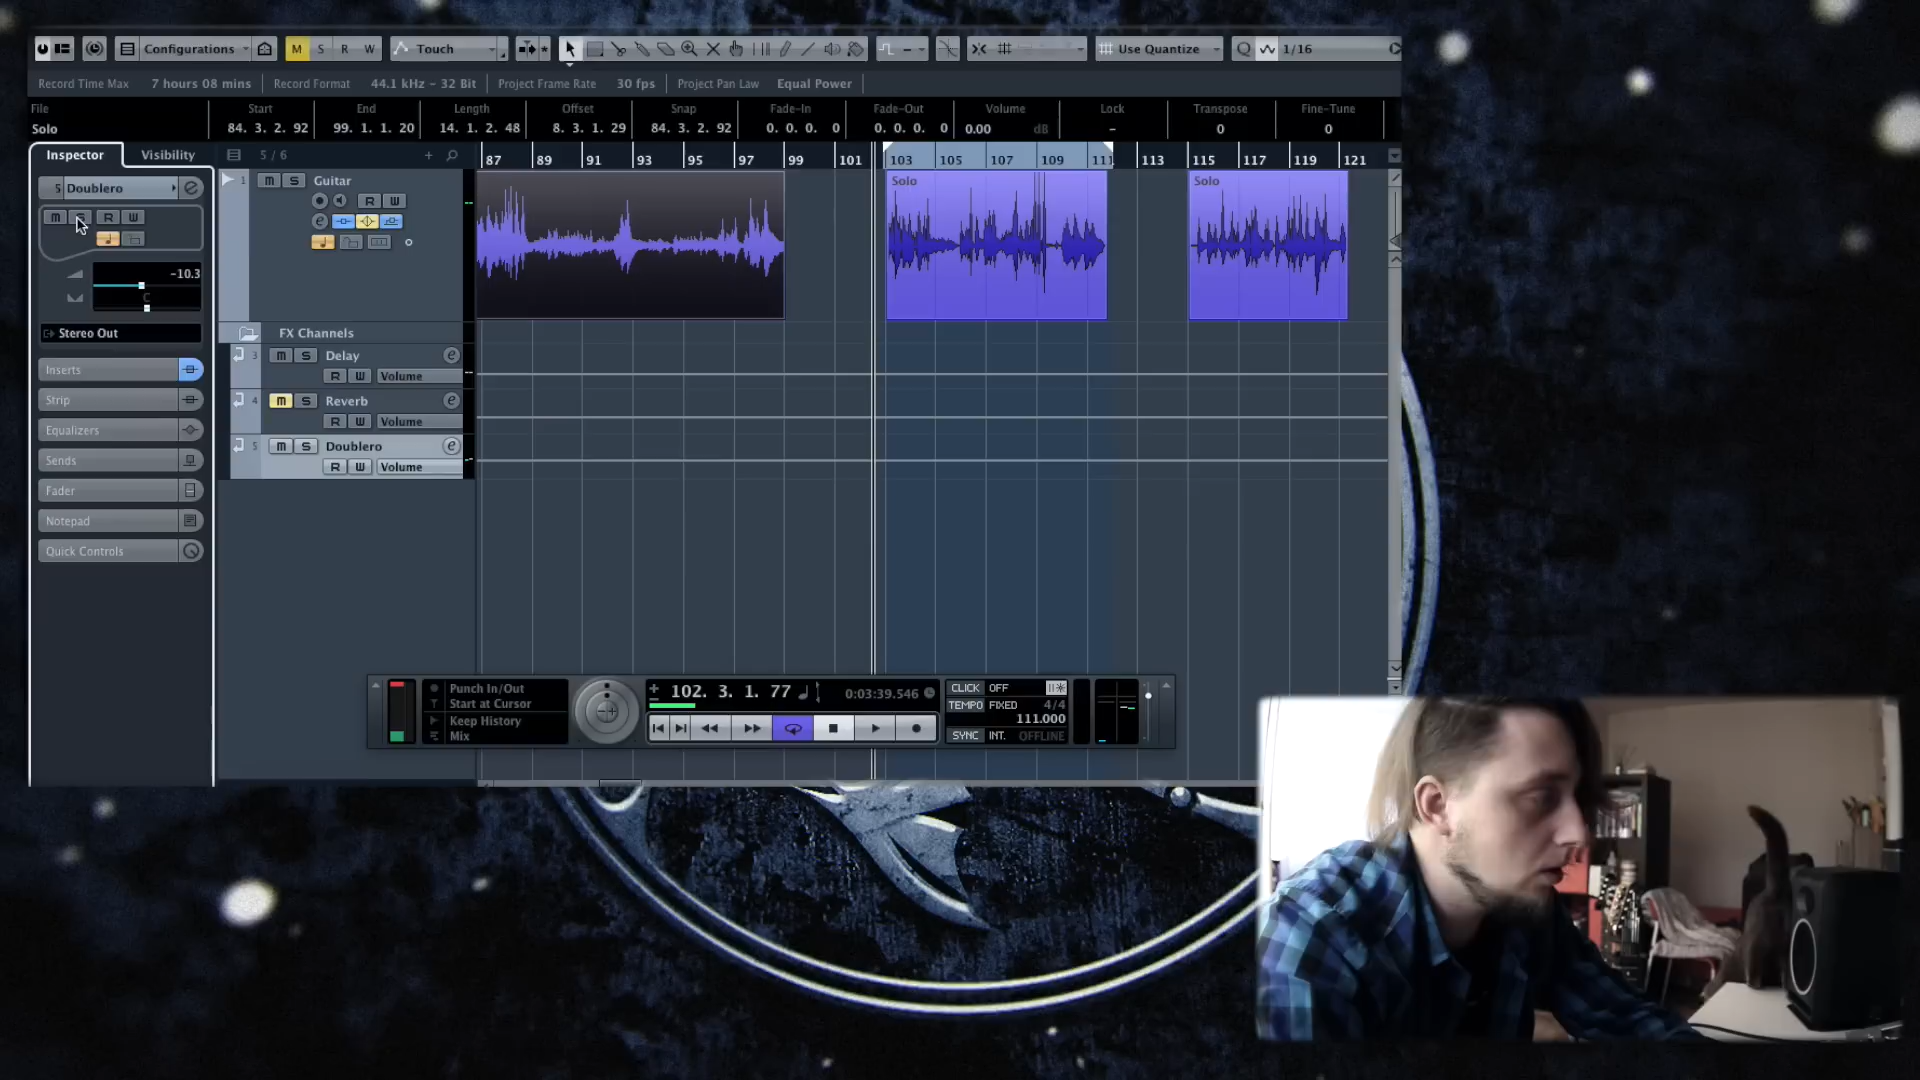 Configurations M S R W Touch Use Quantize Q 1/16
Record Time Max 7 hours 08 mins Record Format 44.1 kHz - 32 Bit Project Frame Rate 30 fps Project Pan Law Equal Power
File Start End Length Offset Snap Fade-In Fade-Out Volume Lock Transpose Fine-Tune
Solo 84. 3. 2. 92 99. 1. 1. 20 14. 1. 2. 48 8. 3. 1. 29 84. 3. 2. 92 0. 0. 0. 0 0. 0. 0. 0 0.00 dB - 0 0
Inspector Visibility 5 / 6 + 87 89 91 93 95 97 99 101 103 105 107 109 111 113 115 117 119 121
5 Doublero e
M S R W
-10.3
C
Stereo Out
Inserts
Strip
Equalizers
Sends
Fader
Notepad
Quick Controls
1 M S Guitar
R W
e
Solo
Solo
FX Channels
3 M S Delay e
R W Volume
4 M S Reverb e
R W Volume
5 M S Doublero e
R W Volume
Punch In/Out
Start at Cursor
Keep History
Mix
102. 3. 1. 77 0:03:39.546
CLICK OFF
TEMPO FIXED 4/4
111.000
SYNC INT. OFFLINE